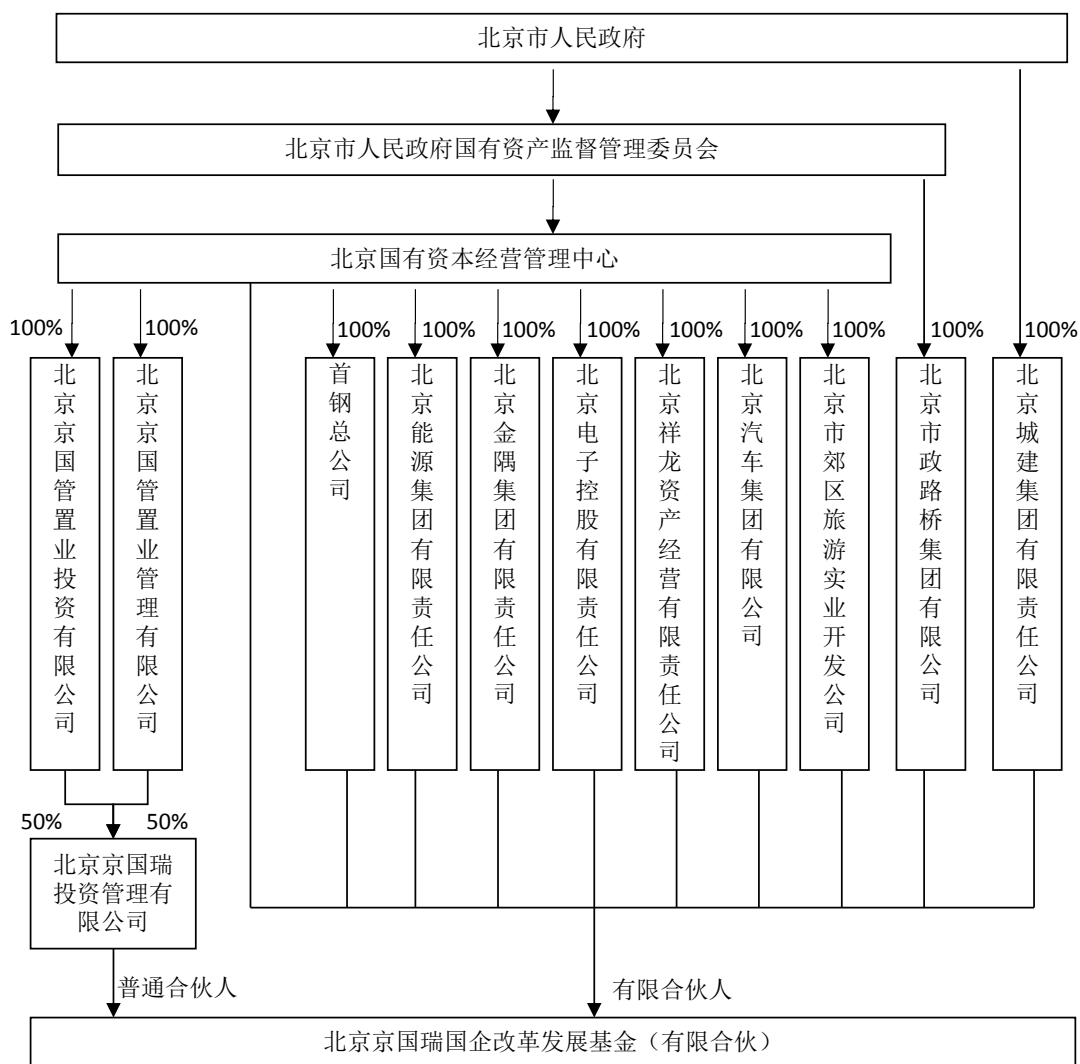 北京市人民政府
北京市人民政府国有资产监督管理委员会
北京国有资本经营管理中心
100%
100%
100%
100%
100%
100%
100%
100%
100%
100%
100%
北京京国管置业投资有限公司
北京京国管置业管理有限公司
首钢总公司
北京能源集团有限责任公司
北京金隅集团有限责任公司
北京电子控股有限责任公司
北京祥龙资产经营有限责任公司
北京汽车集团有限公司
北京市郊区旅游实业开发公司
北京市政路桥集团有限公司
北京城建集团有限责任公司
50%
50%
北京京国瑞
投资管理有
限公司
普通合伙人
有限合伙人
北京京国瑞国企改革发展基金（有限合伙）